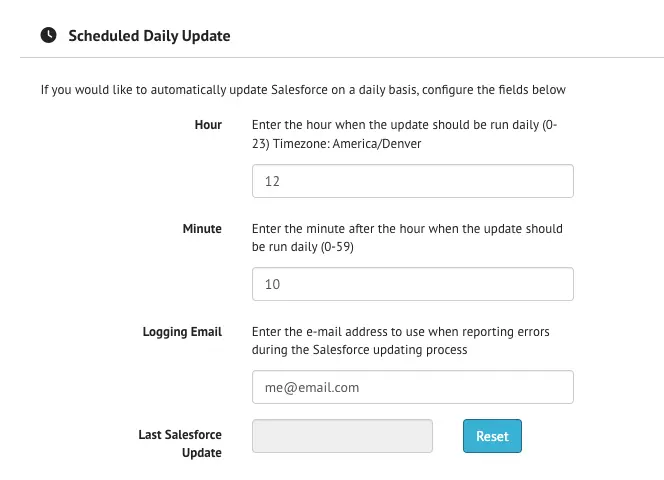 Scheduled Daily Update
If you would like to automatically update Salesforce on a daily basis, configure the fields below
Hour
Enter the hour when the update should be run daily (0-
23) Timezone: America/Denver
12
Minute
Enter the minute after the hour when the update should
be run daily (0-59)
10
Logging Email
Enter the e-mail address to use when reporting errors
during the Salesforce updating process
me@email.com
Last Salesforce
Update
Reset